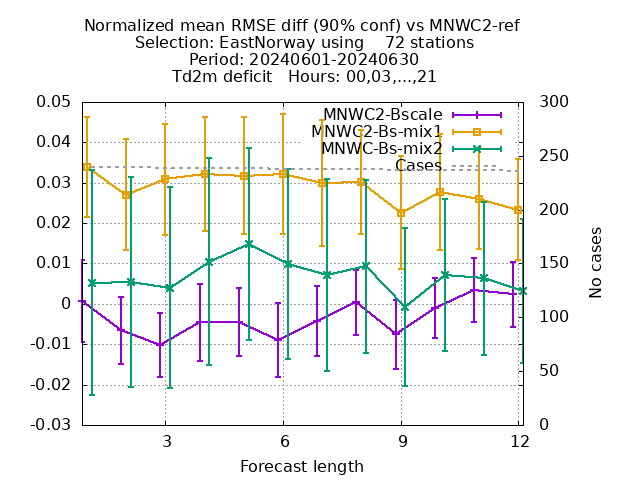 Normalized mean RMSE diff (90% conf) vs MNWC2-ref
Selection: EastNorway using    72 stations
Period: 20240601-20240630
Td2m deficit   Hours: 00,03,...,21
0.05
0.04
0.03
0.02
0.01
0
-0.01
-0.02
-0.03
MNWC2-Bscale
MNWC2-Bs-mix1
MNWC-Bs-mix2
Cases
300
250
200
150
100
50
0
No cases
3
6
9
12
Forecast length